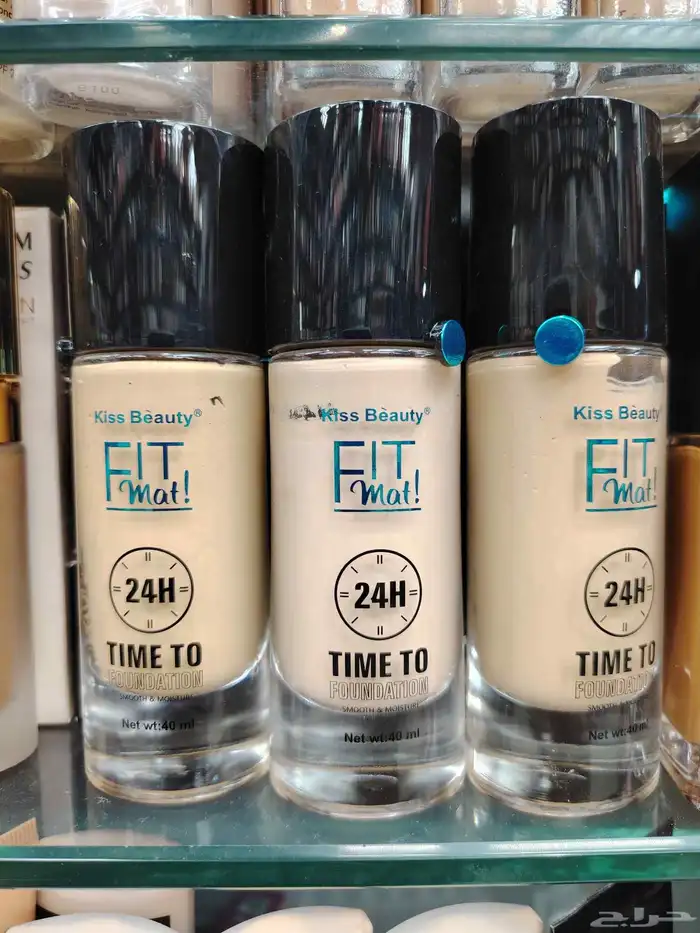 e100
M
S
N
Kiss Beauty®
FIT
Mat!
24H
TIME TO
FOUNDATION
SMOOTH & MOISTURE
Net wt:40 ml
Kiss Beauty®
FIT
Mat!
24H
TIME TO
FOUNDATION
SMOOTH & MOISTURE
Net wt:40 ml
Kiss Beauty
FIT
Mat!
24H
TIME TO
FOUNDATION
Net wt:40 ml
حراج